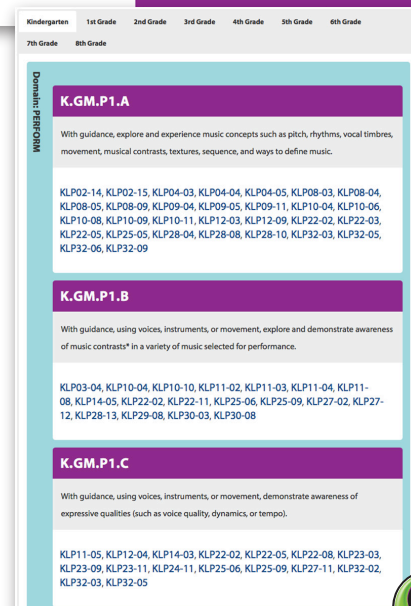 Kindergarten 1st Grade 2nd Grade 3rd Grade 4th Grade 5th Grade 6th Grade
7th Grade 8th Grade
Domain: PERFORM
K.GM.P1.A
With guidance, explore and experience music concepts such as pitch, rhythms, vocal timbres,
movement, musical contrasts, textures, sequence, and ways to define music.
KLP02-14, KLP02-15, KLP04-03, KLP04-04, KLP04-05, KLP08-03, KLP08-04,
KLP08-05, KLP08-09, KLP09-04, KLP09-05, KLP09-11, KLP10-04, KLP10-06,
KLP10-08, KLP10-09, KLP10-11, KLP12-03, KLP12-09, KLP22-02, KLP22-03,
KLP22-05, KLP25-05, KLP28-04, KLP28-08, KLP28-10, KLP32-03, KLP32-05,
KLP32-06, KLP32-09
K.GM.P1.B
With guidance, using voices, instruments, or movement, explore and demonstrate awareness
of music contrasts* in a variety of music selected for performance.
KLP03-04, KLP10-04, KLP10-10, KLP11-02, KLP11-03, KLP11-04, KLP11-
08, KLP14-05, KLP22-02, KLP22-11, KLP25-06, KLP25-09, KLP27-02, KLP27-
12, KLP28-13, KLP29-08, KLP30-03, KLP30-08
K.GM.P1.C
With guidance, using voices, instruments, or movement, demonstrate awareness of
expressive qualities (such as voice quality, dynamics, or tempo).
KLP11-05, KLP12-04, KLP14-03, KLP22-02, KLP22-05, KLP22-08, KLP23-03,
KLP23-09, KLP23-11, KLP24-11, KLP25-06, KLP25-09, KLP27-11, KLP32-02,
KLP32-03, KLP32-05